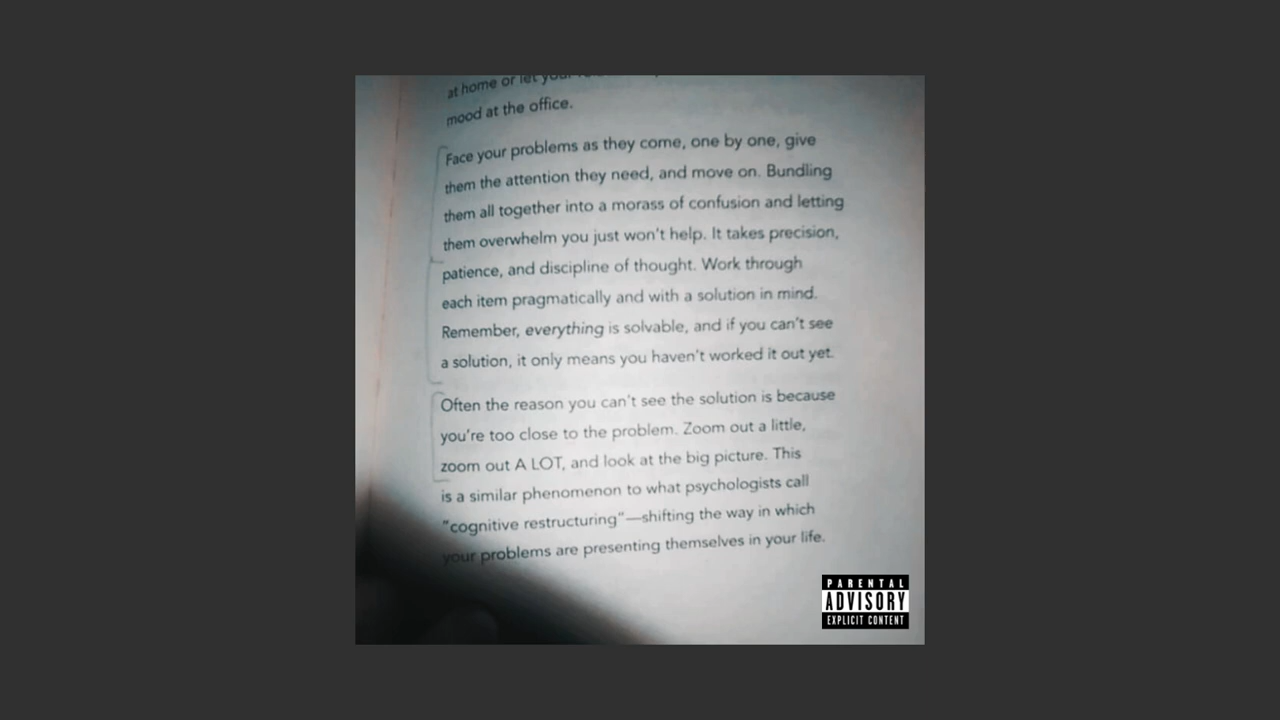 at home or let your
mood at the office.
Face your problems as they come, one by one, give
them the attention they need, and move on. Bundling
them all together into a morass of confusion and letting
them overwhelm you just won't help. It takes precision,
patience, and discipline of thought. Work through
each item pragmatically and with a solution in mind.
Remember, everything is solvable, and if you can't see
a solution, it only means you haven't worked it out yet.
Often the reason you can't see the solution is because
you're too close to the problem. Zoom out a little,
zoom out A LOT, and look at the big picture. This
is a similar phenomenon to what psychologists call
"cognitive restructuring"—shifting the way in which
your problems are presenting themselves in your life.
PARENTAL
ADVISORY
EXPLICIT CONTENT